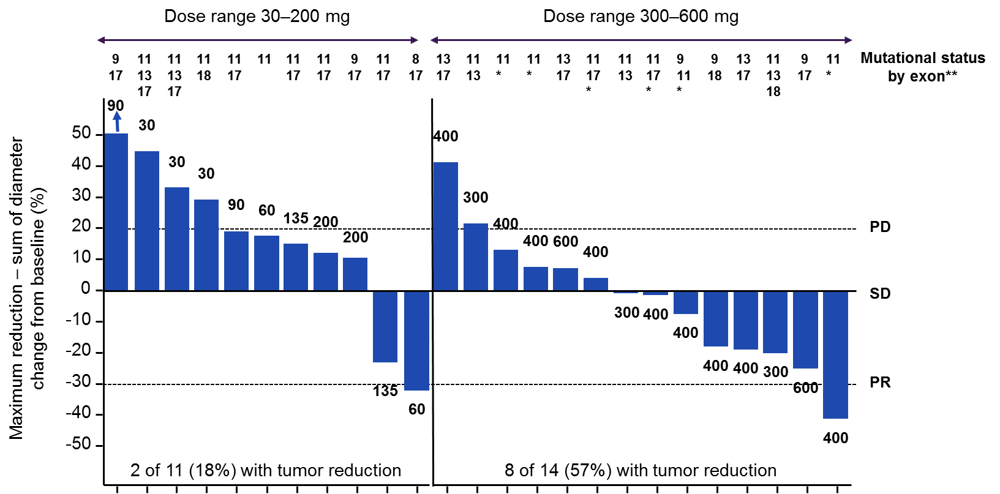 Dose range 30–200 mg
Dose range 300–600 mg
9 11 11 11 11 11 11 11 9 11 8 13 11 11 11 13 11 11 11 9 9 13 11 9 11
17 13 13 18 17 17 17 17 17 17 17 13 * * 17 17 13 17 11 18 17 13 17 *
17 17 * * * 18
Mutational status
by exon**
Maximum reduction – sum of diameter
change from baseline (%)
50
40
30
20
10
0
-10
-20
-30
-40
-50
90
30
30
30
90
60
135
200
200
135
60
400
300
400
400
600
400
300
400
400
400
400
300
600
400
PD
SD
PR
2 of 11 (18%) with tumor reduction
8 of 14 (57%) with tumor reduction